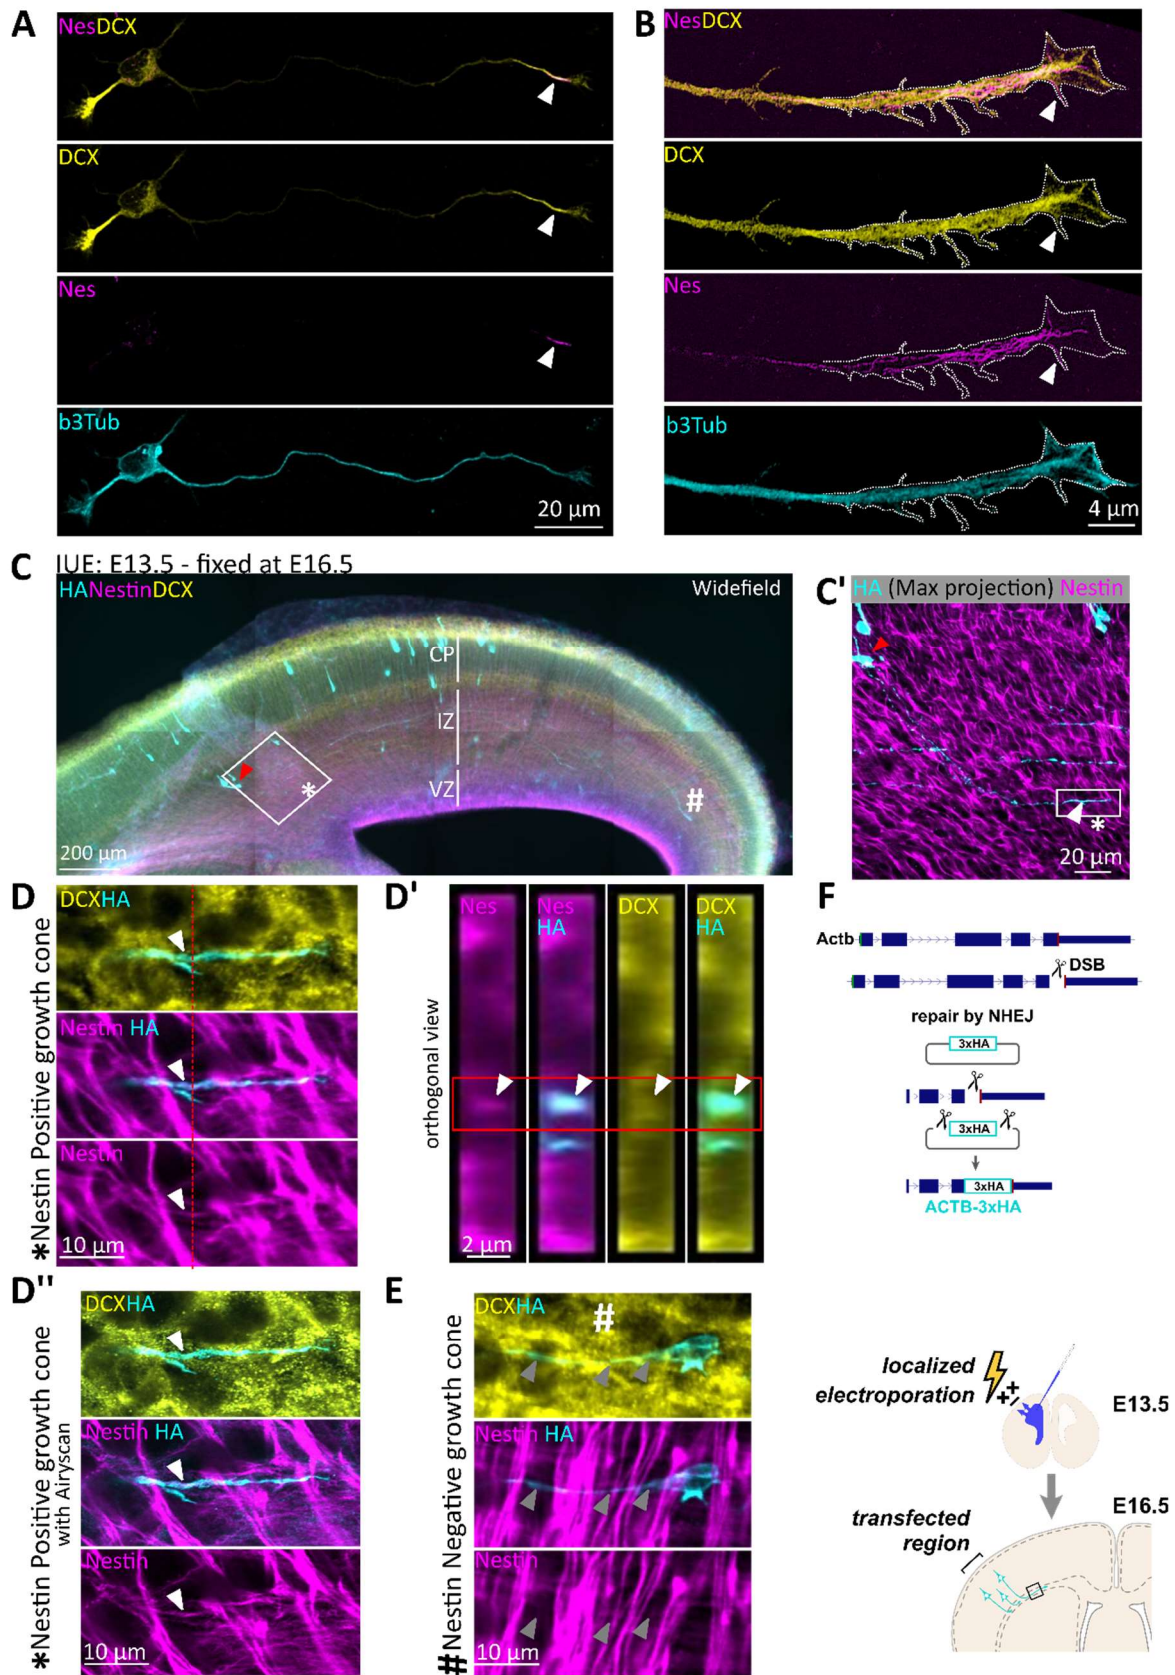 A
NesDCX
DCX
Nes
b3Tub
20 µm
B
NesDCX
DCX
Nes
b3Tub
4 µm
C
IUE: E13.5 - fixed at E16.5
HANestinDCX
Widefield
CP
IZ
VZ
*
#
200 µm
C'
HA (Max projection) Nestin
*
20 µm
D
*Nestin Positive growth cone
DCXHA
Nestin HA
Nestin
10 µm
D'
orthogonal view
Nes
Nes
HA
DCX
DCX
HA
2 µm
F
Actb
DSB
repair by NHEJ
3xHA
3xHA
3xHA
ACTB-3xHA
D''
*Nestin Positive growth cone
with Airyscan
DCXHA
Nestin HA
Nestin
10 µm
E
#Nestin Negative growth cone
DCXHA
#
Nestin HA
Nestin
10 µm
localized
electroporation
++
E13.5
E16.5
transfected
region